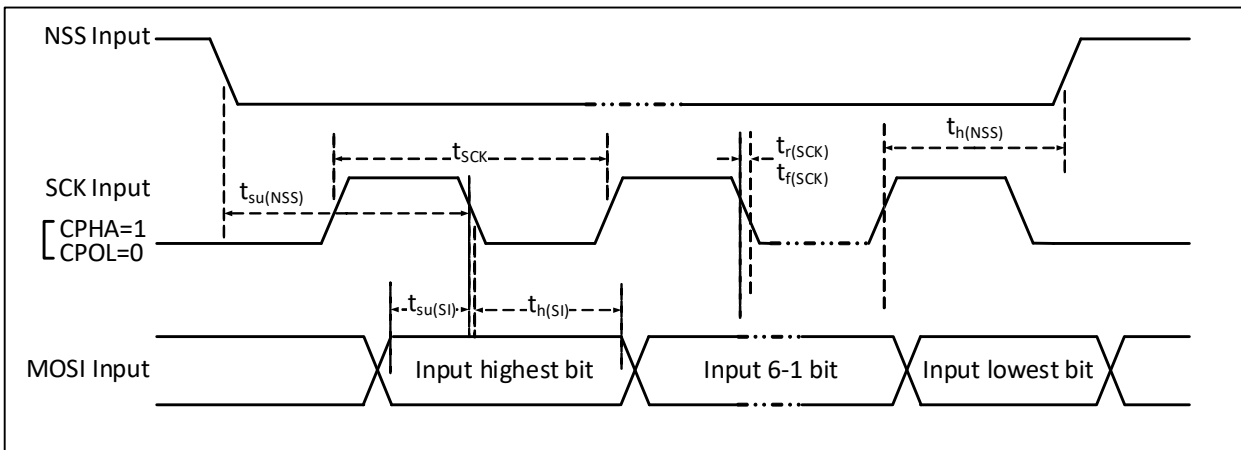 NSS Input
th(NSS)
tSCK
tr(SCK)
tf(SCK)
SCK Input
tsu(NSS)
CPHA=1
CPOL=0
tsu(SI)
th(SI)
MOSI Input
Input highest bit
Input 6-1 bit
Input lowest bit